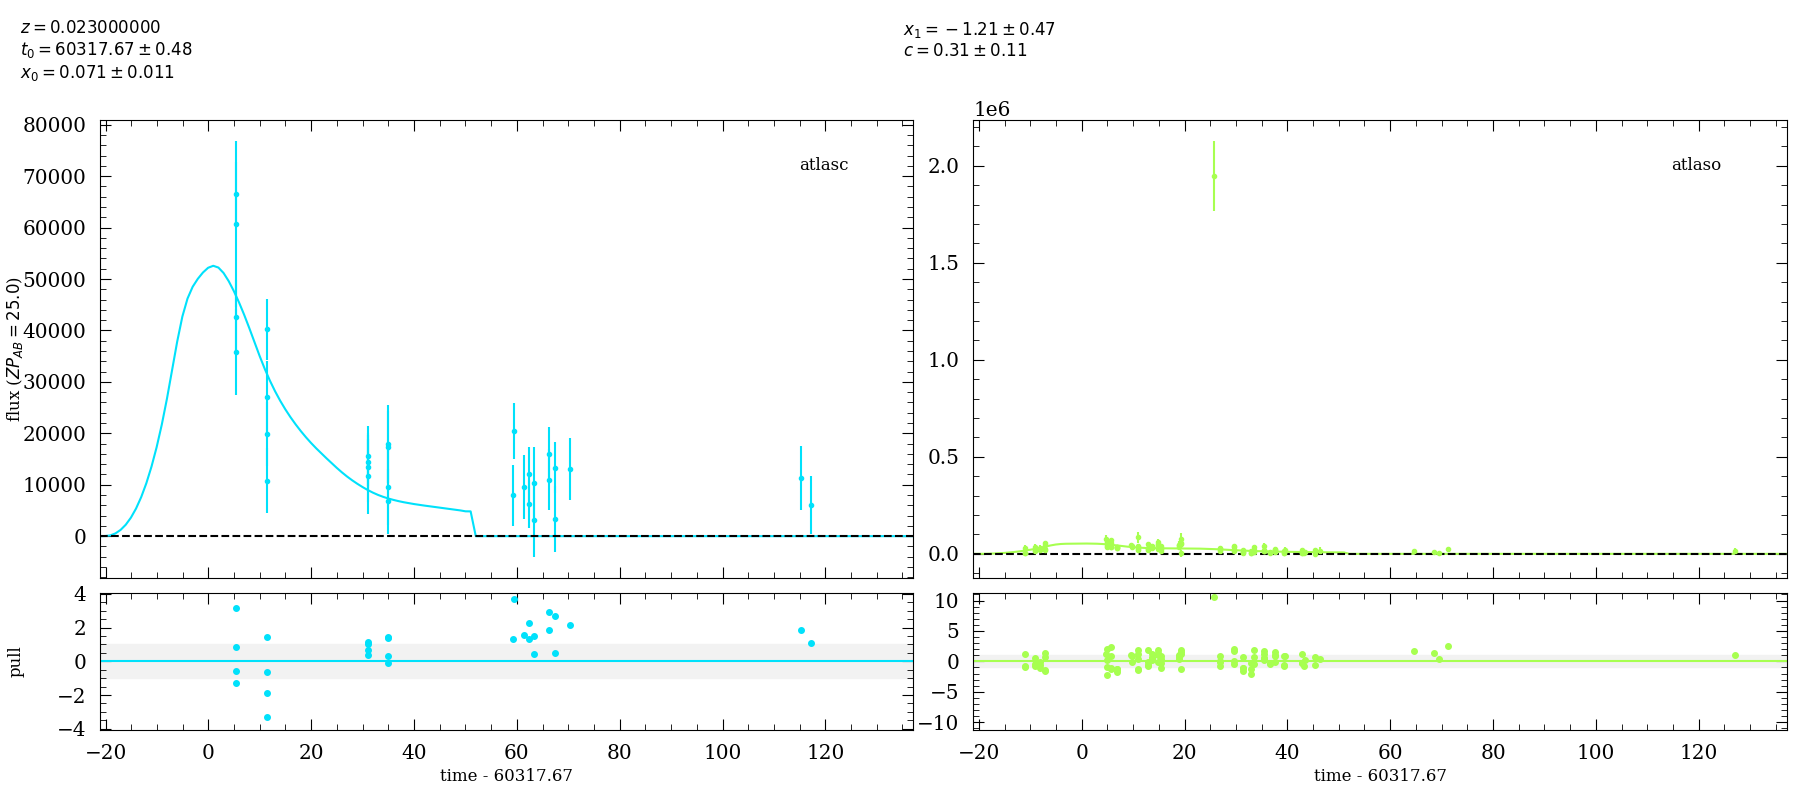 z = 0.023000000
t₀ = 60317.67 ± 0.48
x₀ = 0.071 ± 0.011
x₁ = −1.21 ± 0.47
c = 0.31 ± 0.11
80000
70000
60000
50000
40000
30000
20000
10000
0
flux (ZP_AB = 25.0)
atlasc
1e6
2.0
1.5
1.0
0.5
0.0
atlaso
4
2
0
−2
−4
pull
−20 0 20 40 60 80 100 120
time - 60317.67
10
5
0
−5
−10
−20 0 20 40 60 80 100 120
time - 60317.67